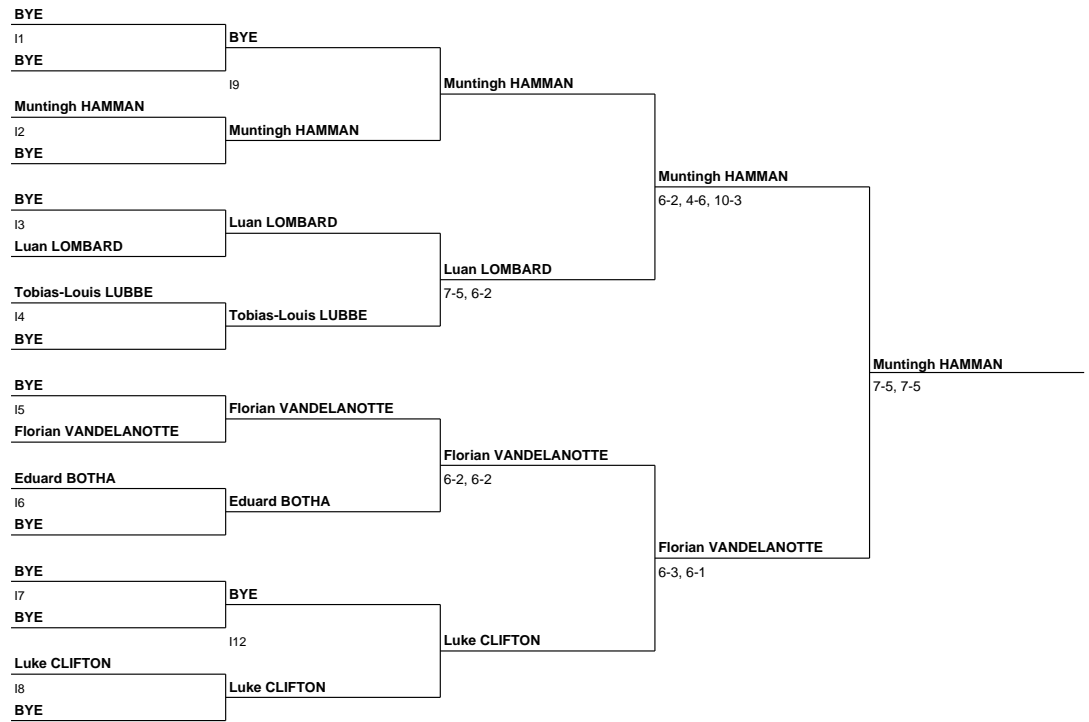 BYE
I1
BYE
BYE
I9
Muntingh HAMMAN
Muntingh HAMMAN
I2
Muntingh HAMMAN
BYE
Muntingh HAMMAN
6-2, 4-6, 10-3
BYE
I3
Luan LOMBARD
Luan LOMBARD
Luan LOMBARD
7-5, 6-2
Tobias-Louis LUBBE
I4
Tobias-Louis LUBBE
BYE
Muntingh HAMMAN
7-5, 7-5
BYE
I5
Florian VANDELANOTTE
Florian VANDELANOTTE
Florian VANDELANOTTE
6-2, 6-2
Eduard BOTHA
I6
Eduard BOTHA
BYE
Florian VANDELANOTTE
6-3, 6-1
BYE
I7
BYE
BYE
I12
Luke CLIFTON
Luke CLIFTON
I8
Luke CLIFTON
BYE